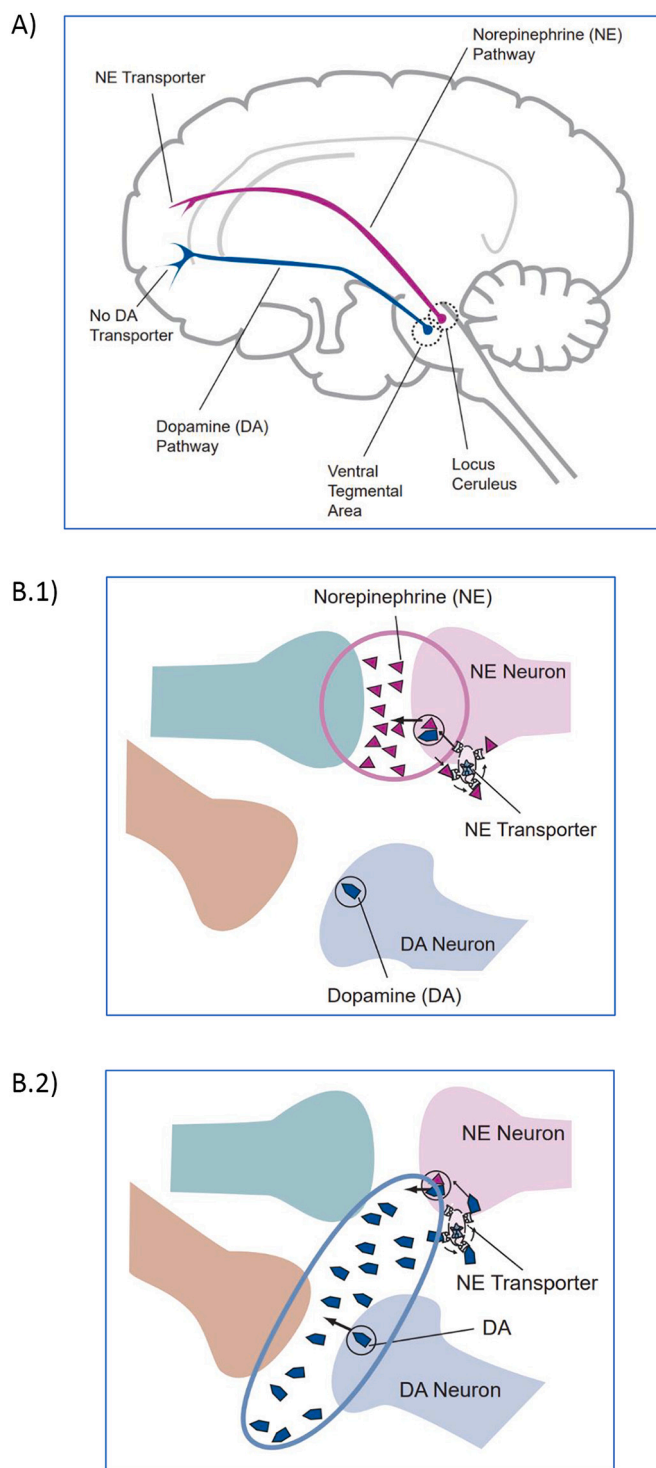 A)
Norepinephrine (NE)
Pathway
NE Transporter
No DA
Transporter
Dopamine (DA)
Pathway
Ventral
Tegmental
Area
Locus
Ceruleus
B.1)
Norepinephrine (NE)
NE Neuron
NE Transporter
DA Neuron
Dopamine (DA)
B.2)
NE Neuron
NE Transporter
DA
DA Neuron